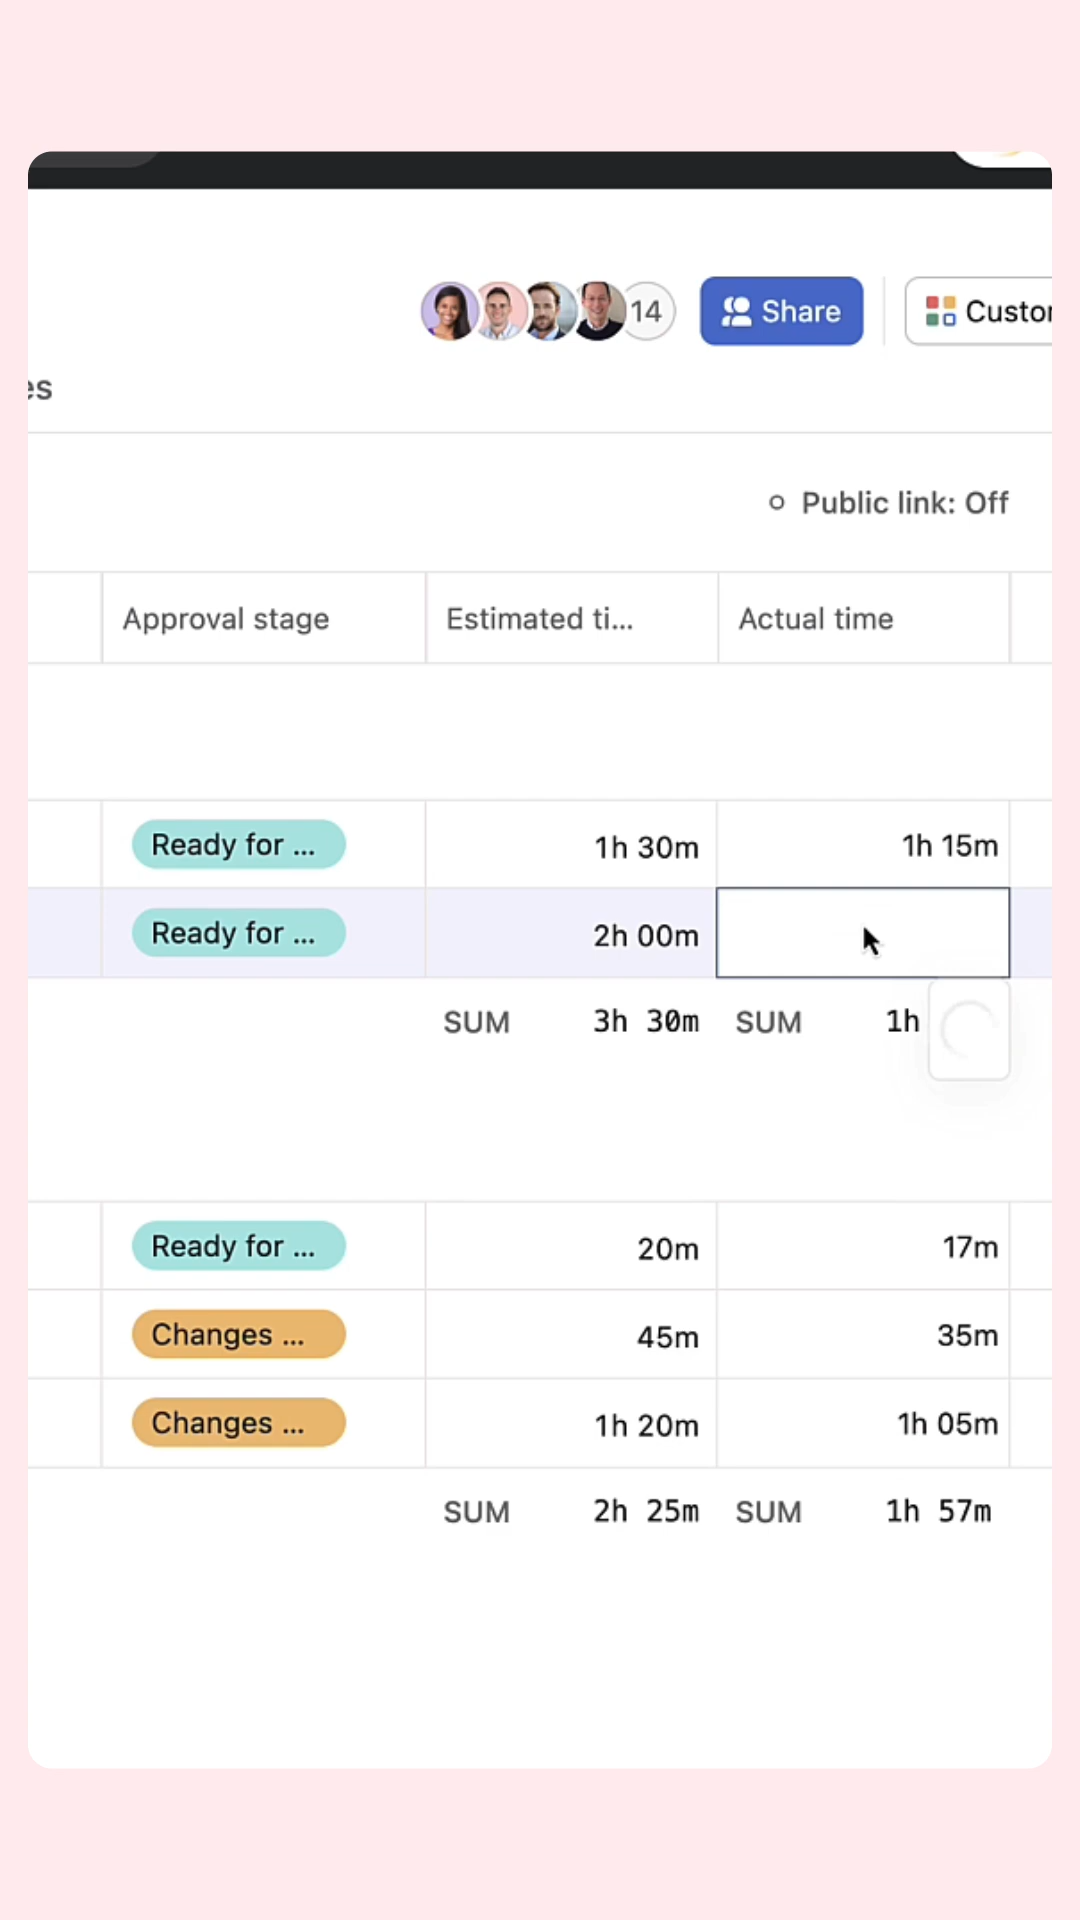 14 Share Custor
es
Public link: Off
Approval stage Estimated ti... Actual time
Ready for ... 1h 30m 1h 15m
Ready for ... 2h 00m
SUM 3h 30m SUM 1h
Ready for ... 20m 17m
Changes ... 45m 35m
Changes ... 1h 20m 1h 05m
SUM 2h 25m SUM 1h 57m